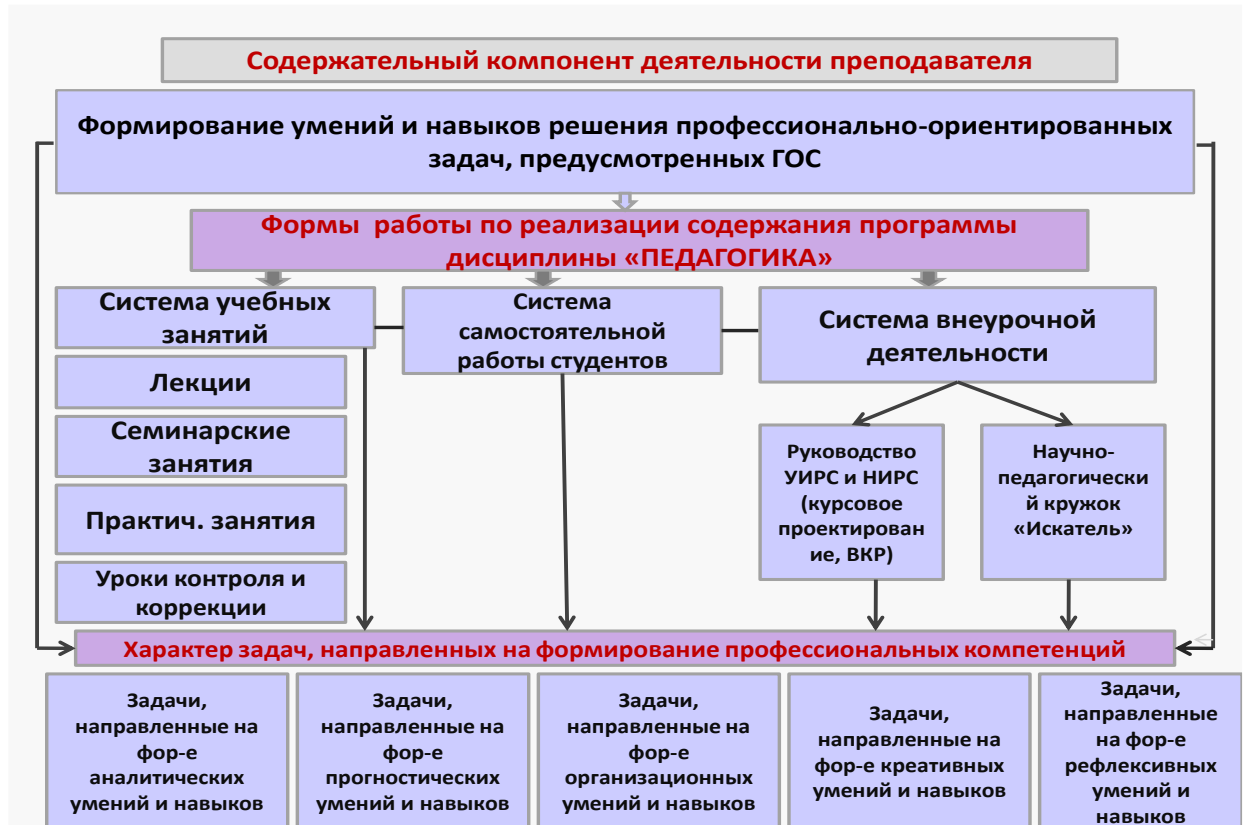 Содержательный компонент деятельности преподавателя
Формирование умений и навыков решения профессионально-ориентированных
задач, предусмотренных ГОС
Формы работы по реализации содержания программы
дисциплины «ПЕДАГОГИКА»
Система учебных
занятий
Лекции
Семинарские
занятия
Практич. занятия
Уроки контроля и
коррекции
Система
самостоятельной
работы студентов
Система внеурочной
деятельности
Руководство
УИРС и НИРС
(курсовое
проектирован
ие, ВКР)
Научно-
педагогически
й кружок
«Искатель»
Характер задач, направленных на формирование профессиональных компетенций
Задачи,
направленные на
фор-е
аналитических
умений и навыков
Задачи,
направленные на
фор-е
прогностических
умений и навыков
Задачи,
направленные на
фор-е
организационных
умений и навыков
Задачи,
направленные на
фор-е креативных
умений и навыков
Задачи,
направленные
на фор-е
рефлексивных
умений и
навыков